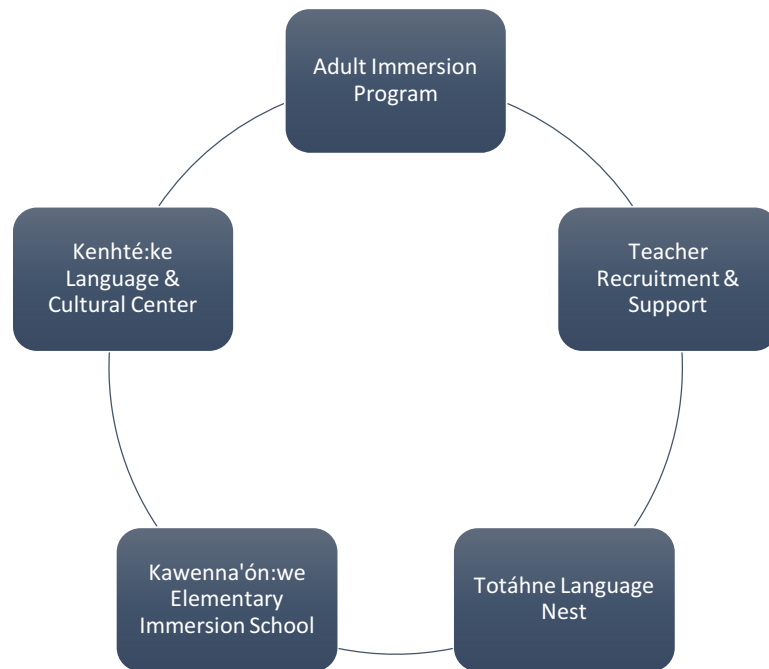 Adult Immersion
Program
Teacher
Recruitment &
Support
Totáhne Language
Nest
Kawenna'ón:we
Elementary
Immersion School
Kenhté:ke
Language &
Cultural Center